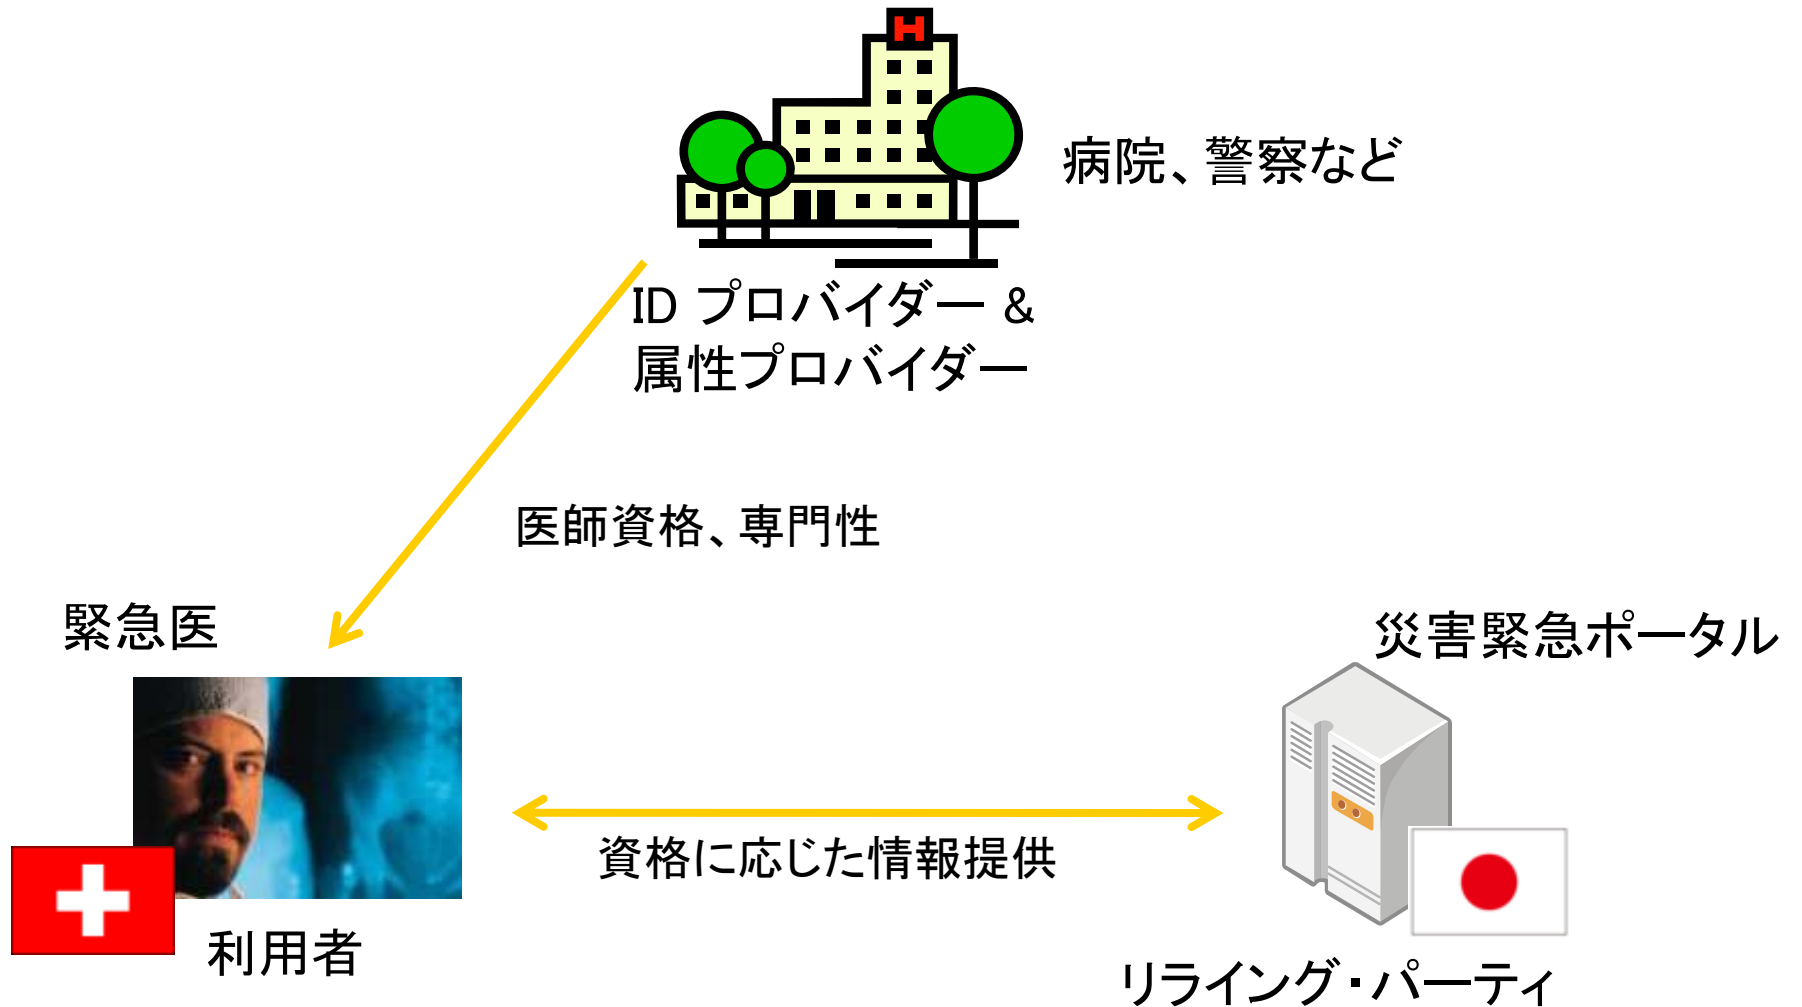 H
病院、警察など
ID プロバイダー &
属性プロバイダー
医師資格、専門性
緊急医
災害緊急ポータル
資格に応じた情報提供
利用者
リライング・パーティ